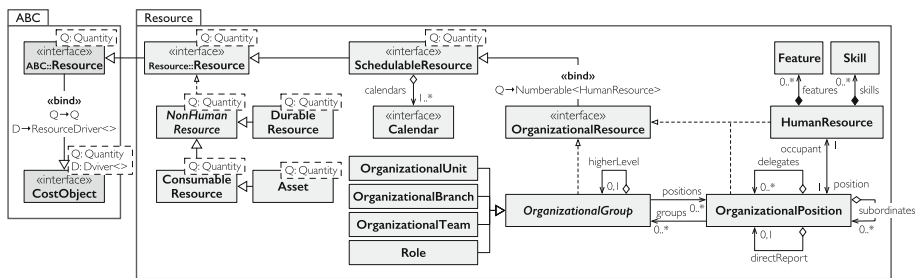 ABC
Resource
Q: Quantity
«interface»
ABC::Resource
«bind»
Q→Q
D→ResourceDriver<>
Q: Quantity
D: Dviver<>
«interface»
CostObject
Q: Quantity
«interface»
Resource::Resource
Q: Quantity
NonHuman
Resource
Q: Quantity
Durable
Resource
Q: Quantity
Consumable
Resource
Q: Quantity
Asset
Q: Quantity
«interface»
SchedulableResource
calendars
1..*
«interface»
Calendar
«bind»
Q→Numberable<HumanResource>
«interface»
OrganizationalResource
OrganizationalUnit
OrganizationalBranch
OrganizationalTeam
Role
higherLevel
0,1
OrganizationalGroup
positions
0..*
groups
0..*
Feature
Skill
0..*
0..*
features
skills
HumanResource
occupant
1
delegates
0..*
1
position
OrganizationalPosition
subordinates
0..*
0,1
directReport